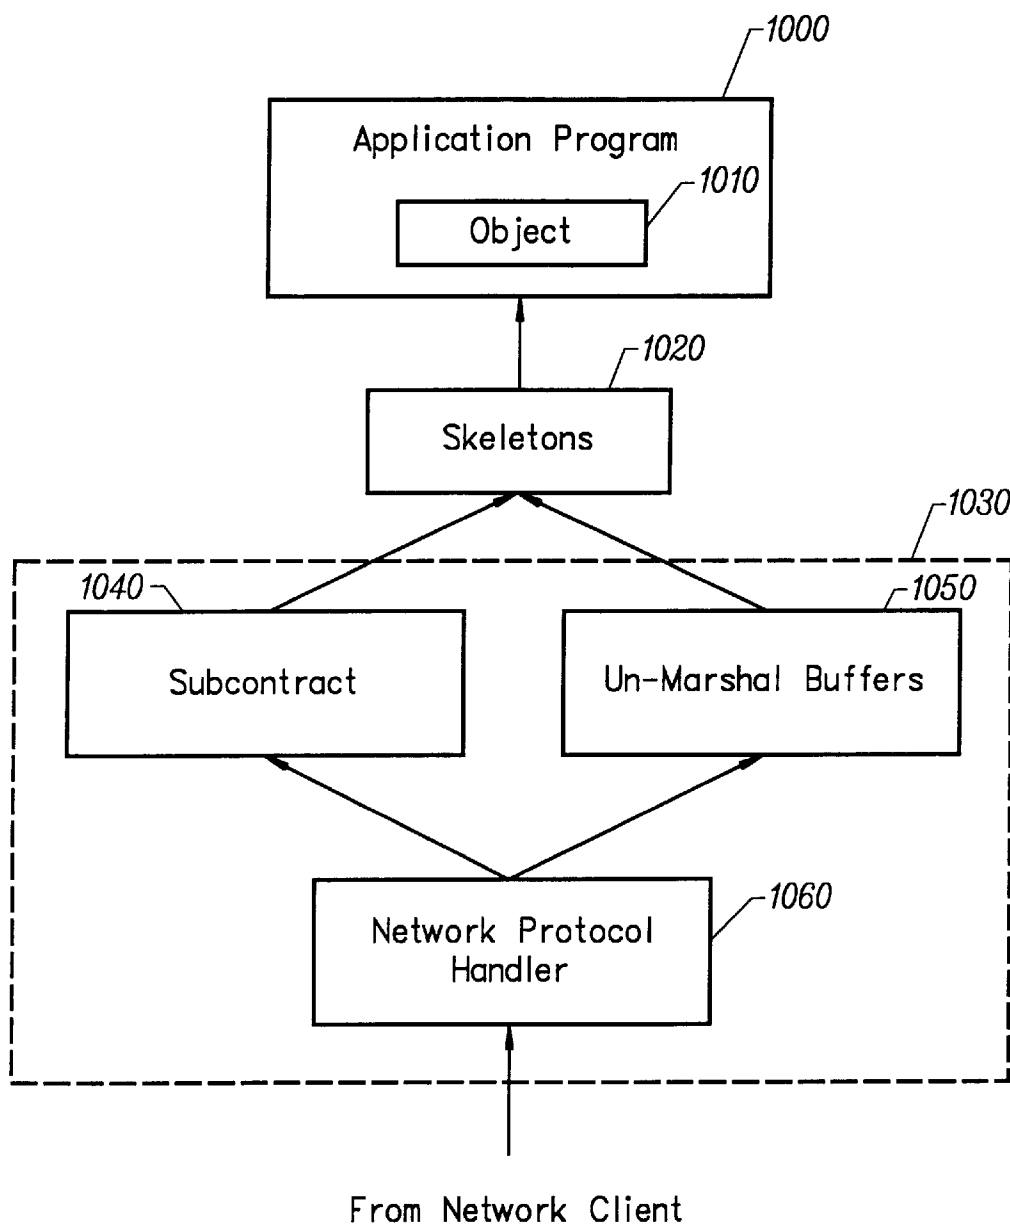 1000
Application Program
1010
Object
1020
Skeletons
1030
1040
1050
Subcontract
Un-Marshal Buffers
1060
Network Protocol
Handler
From Network Client